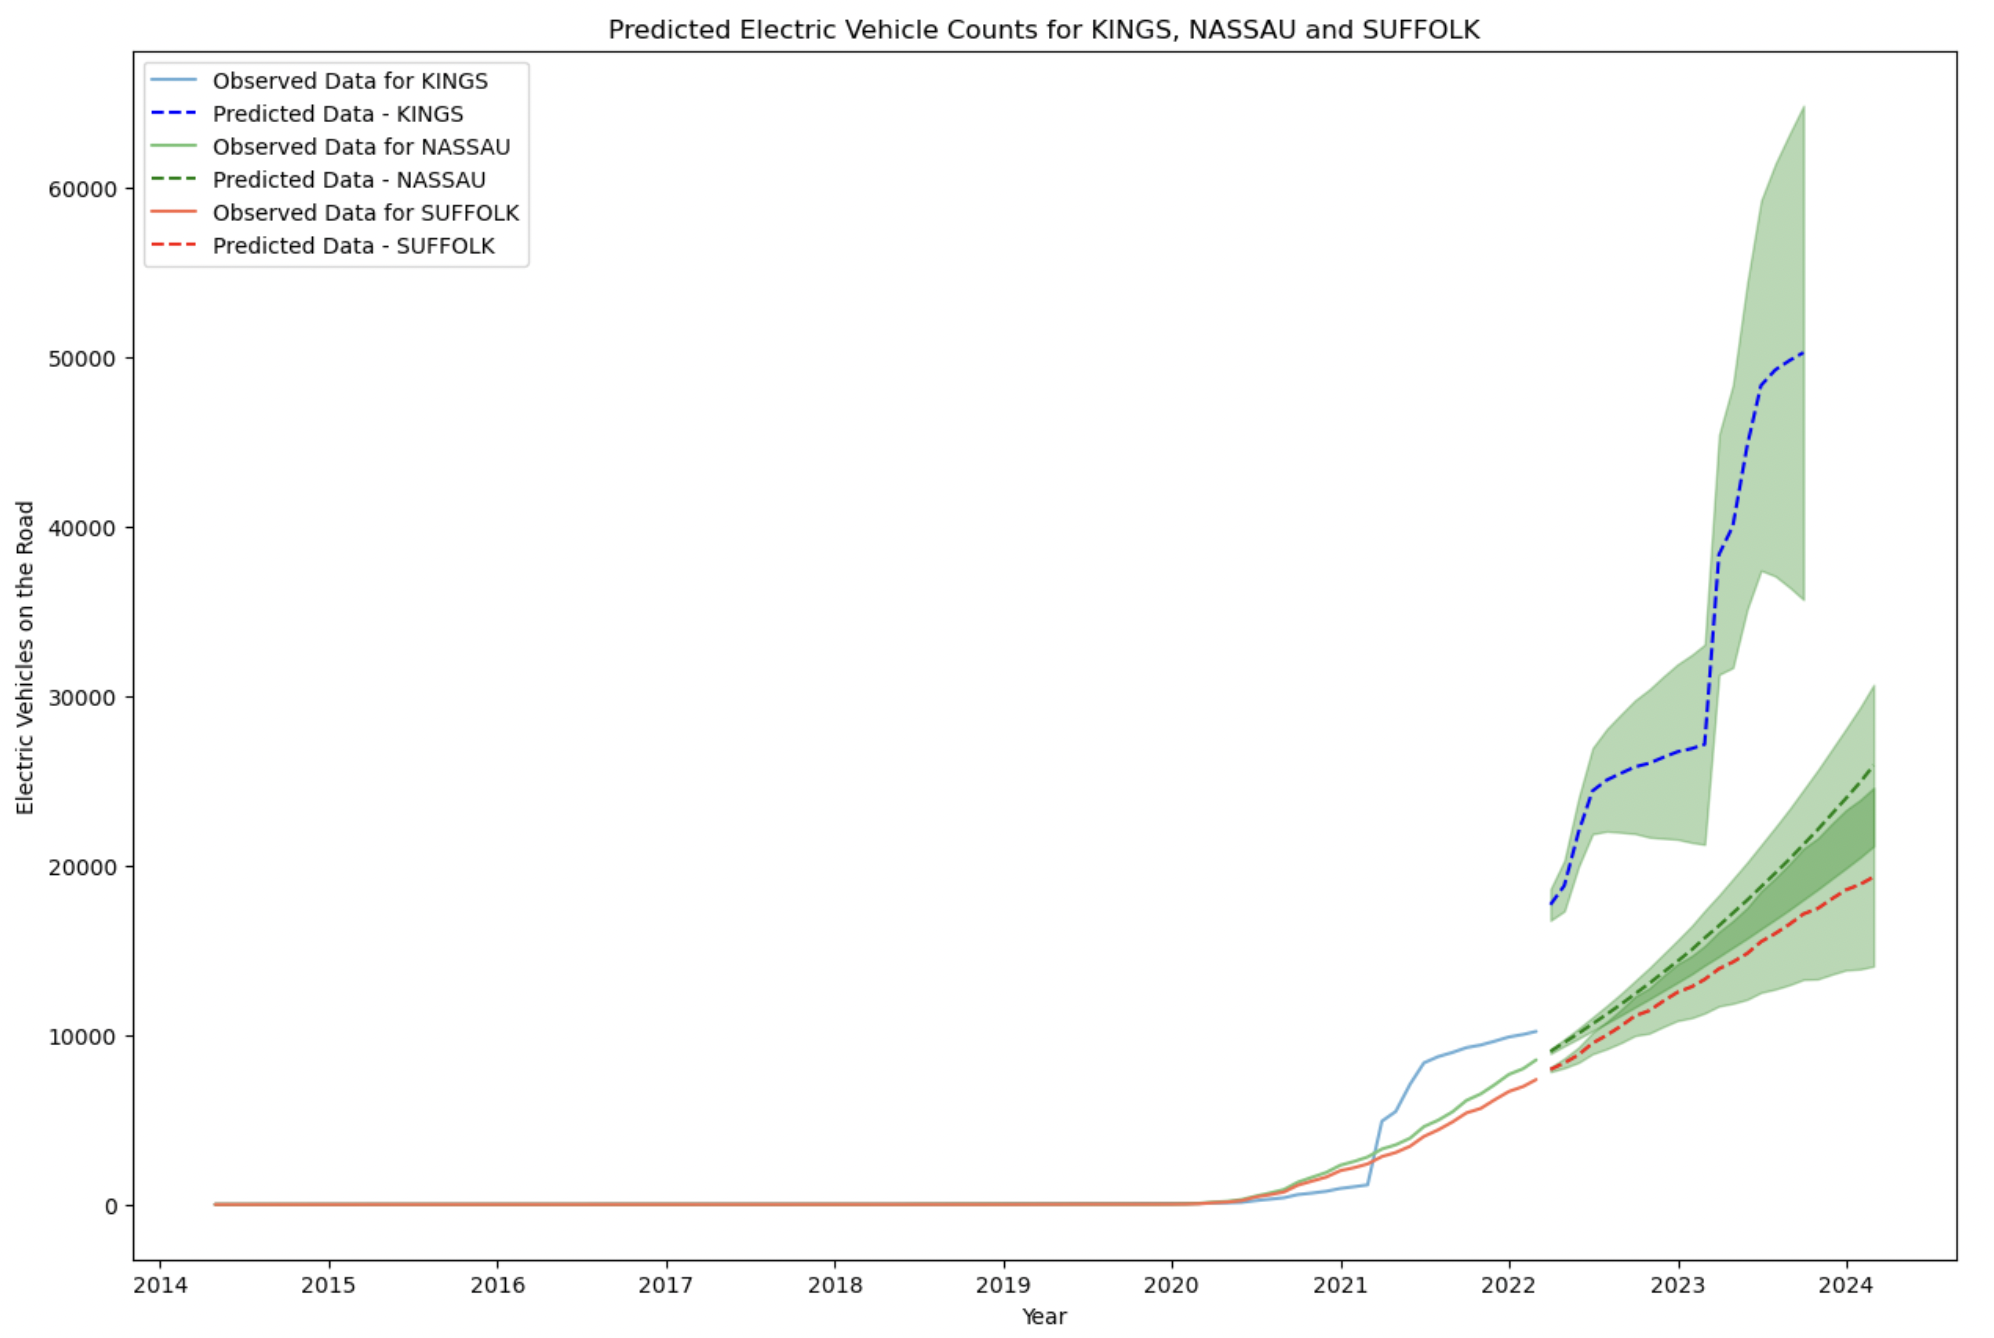 Predicted Electric Vehicle Counts for KINGS, NASSAU and SUFFOLK
Observed Data for KINGS
Predicted Data - KINGS
Observed Data for NASSAU
Predicted Data - NASSAU
Observed Data for SUFFOLK
Predicted Data - SUFFOLK
Electric Vehicles on the Road
60000
50000
40000
30000
20000
10000
0
2014 2015 2016 2017 2018 2019 2020 2021 2022 2023 2024
Year